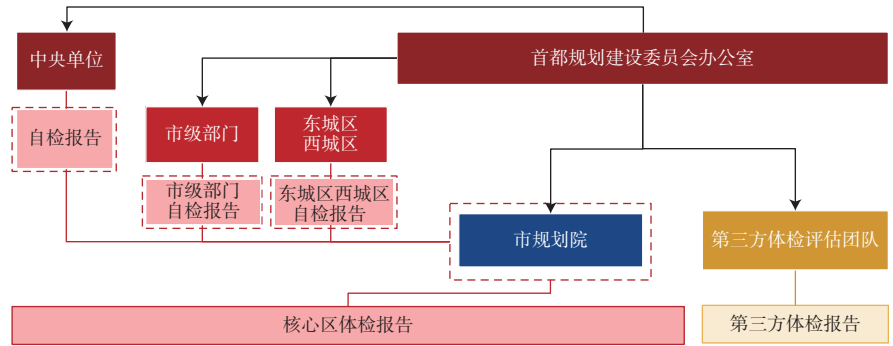 中央单位
首都规划建设委员会办公室
自检报告
市级部门
东城区
西城区
市级部门
自检报告
东城区西城区
自检报告
市规划院
第三方体检评估团队
核心区体检报告
第三方体检报告